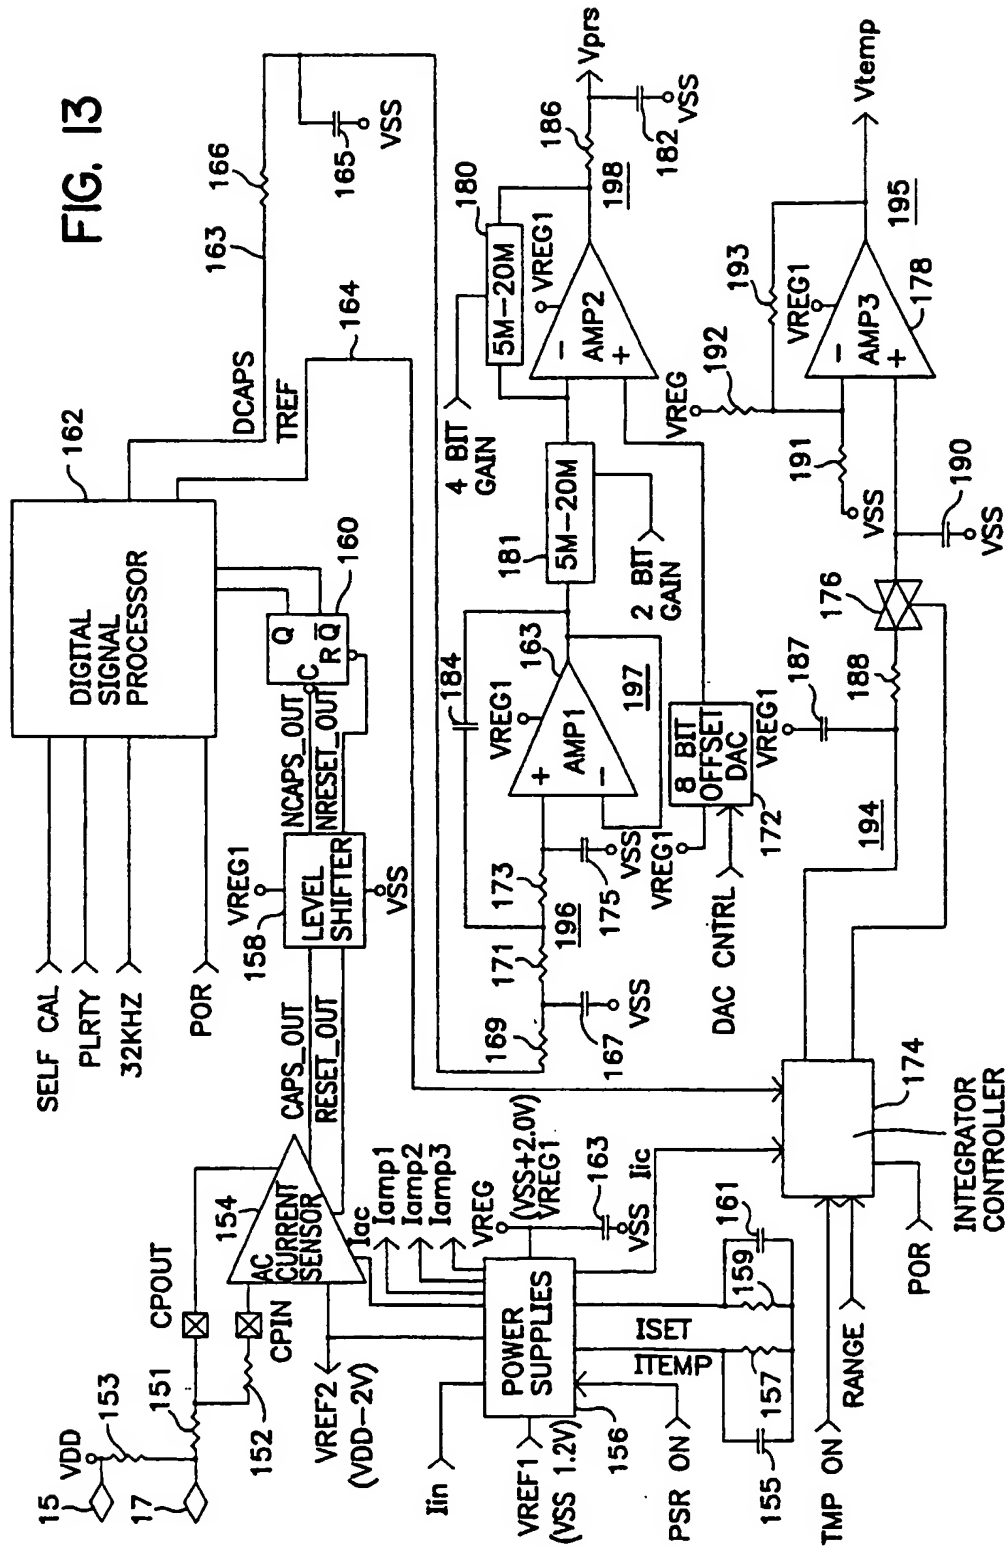 FIG. 13
SELF CAL
PLRTY
32KHZ
POR
DIGITAL
SIGNAL
PROCESSOR
162
DCAPS
TREF
163
166
164
165
VSS
15
17
VDD
153
151
152
CPOUT
CPIN
154
AC
CURRENT
SENSOR
CAPS_OUT
RESET_OUT
VREG1
158
LEVEL
SHIFTER
VSS
NCAPS_OUT
NRESET_OUT
C
Q
R
Q
160
VREF2
(VDD-2V)
Iac
Iamp1
Iamp2
Iamp3
VREG
(VSS+2.0V)
VREG1
163
VSS
Iin
VREF1
(VSS 1.2V)
POWER
SUPPLIES
156
PSR ON
ITEMP
ISET
155
157
159
161
Iic
169
167
VSS
171
196
173
175
VSS
184
VREG1
163
+
AMP1
-
197
181
5M-20M
2 BIT
GAIN
4 BIT
GAIN
180
5M-20M
VREG1
-
AMP2
+
198
186
Vprs
182
VSS
VREG1
8 BIT
OFFSET
DAC
172
DAC CNTRL
TMP ON
RANGE
POR
174
INTEGRATOR
CONTROLLER
194
VREG1
187
188
176
190
VSS
191
VSS
VREG
192
193
VREG1
-
AMP3
+
178
195
Vtemp